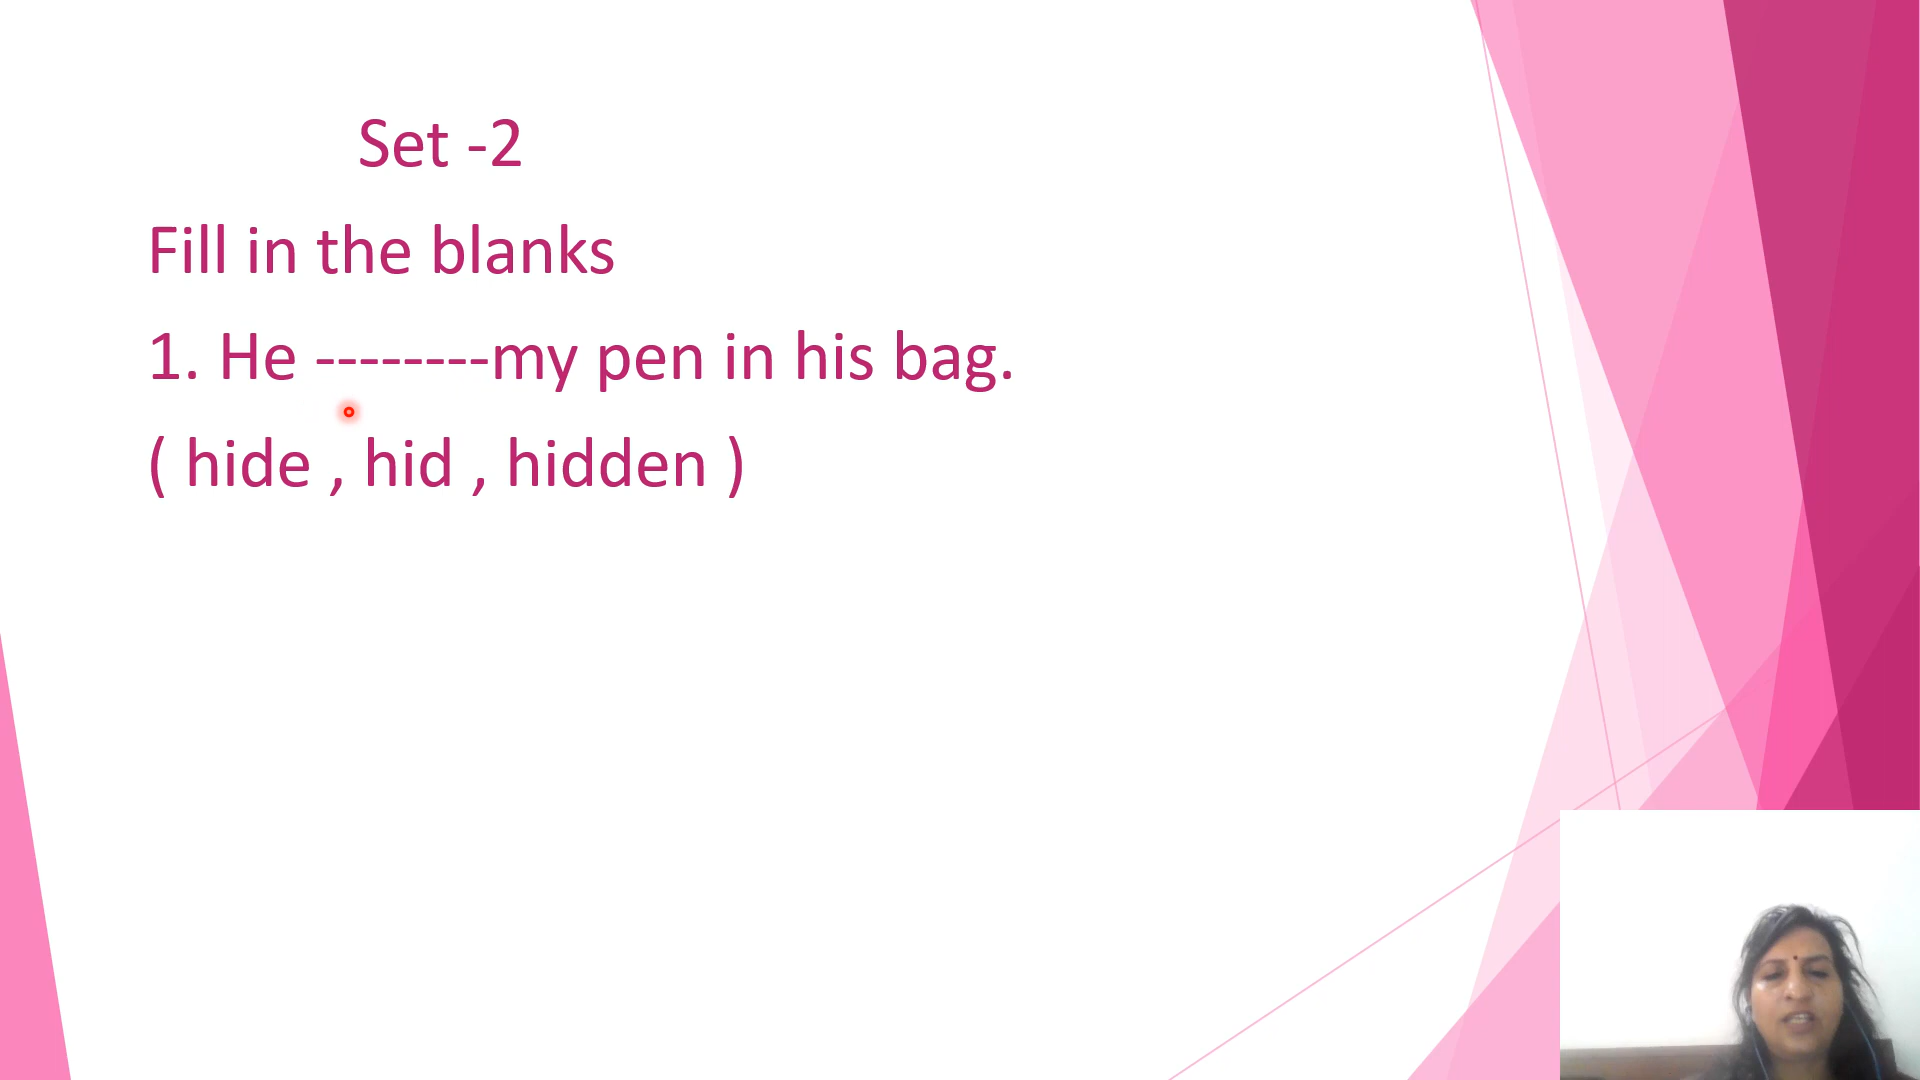 Set -2
Fill in the blanks
1. He --------my pen in his bag.
( hide , hid , hidden )